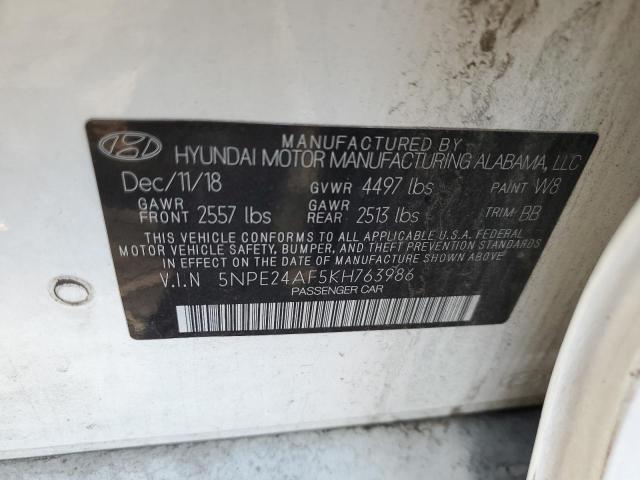 MANUFACTURED BY
HYUNDAI MOTOR MANUFACTURING ALABAMA, LLC
Dec/11/18 GVWR 4497 lbs PAINT W8
GAWR FRONT 2557 lbs GAWR REAR 2513 lbs TRIM BB
THIS VEHICLE CONFORMS TO ALL APPLICABLE U.S.A. FEDERAL
MOTOR VEHICLE SAFETY, BUMPER, AND THEFT PREVENTION STANDARDS
IN EFFECT ON THE DATE OF MANUFACTURE SHOWN ABOVE.
V.I.N 5NPE24AF5KH763986
PASSENGER CAR